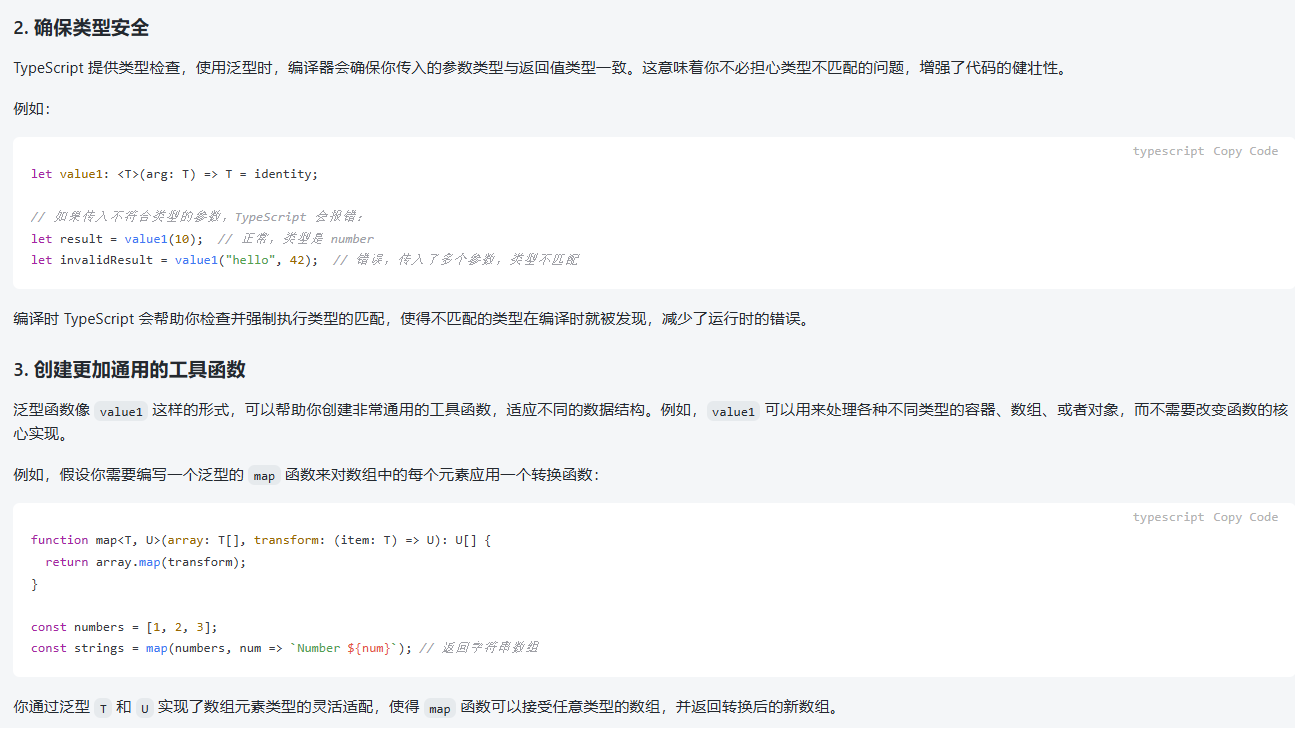 2. 确保类型安全
TypeScript 提供类型检查，使用泛型时，编译器会确保你传入的参数类型与返回值类型一致。这意味着你不必担心类型不匹配的问题，增强了代码的健壮性。
例如：
typescript Copy Code
let value1: <T>(arg: T) => T = identity;
// 如果传入不符合类型的参数，TypeScript 会报错：
let result = value1(10);  // 正常，类型是 number
let invalidResult = value1("hello", 42);  // 错误，传入了多个参数，类型不匹配
编译时 TypeScript 会帮助你检查并强制执行类型的匹配，使得不匹配的类型在编译时就被发现，减少了运行时的错误。
3. 创建更加通用的工具函数
泛型函数像 value1 这样的形式，可以帮助你创建非常通用的工具函数，适应不同的数据结构。例如，value1 可以用来处理各种不同类型的容器、数组、或者对象，而不需要改变函数的核
心实现。
例如，假设你需要编写一个泛型的 map 函数来对数组中的每个元素应用一个转换函数：
typescript Copy Code
function map<T, U>(array: T[], transform: (item: T) => U): U[] {
  return array.map(transform);
}
const numbers = [1, 2, 3];
const strings = map(numbers, num => `Number ${num}`); // 返回字符串数组
你通过泛型 T 和 U 实现了数组元素类型的灵活适配，使得 map 函数可以接受任意类型的数组，并返回转换后的新数组。